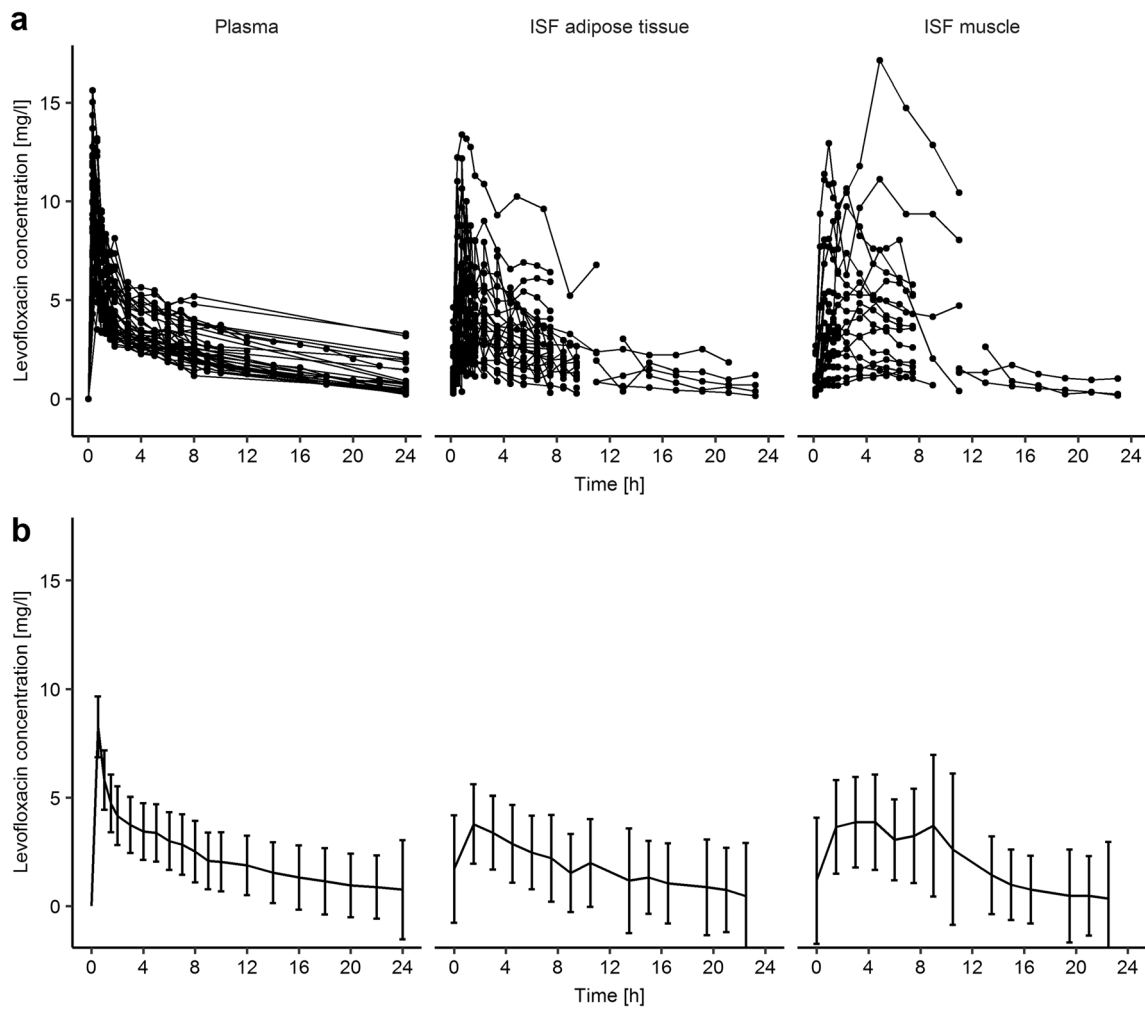 a
Plasma
ISF adipose tissue
ISF muscle
Levofloxacin concentration [mg/l]
15
10
5
0
0 4 8 12 16 20 24
0 4 8 12 16 20 24
0 4 8 12 16 20 24
Time [h]
b
Levofloxacin concentration [mg/l]
15
10
5
0
0 4 8 12 16 20 24
0 4 8 12 16 20 24
0 4 8 12 16 20 24
Time [h]